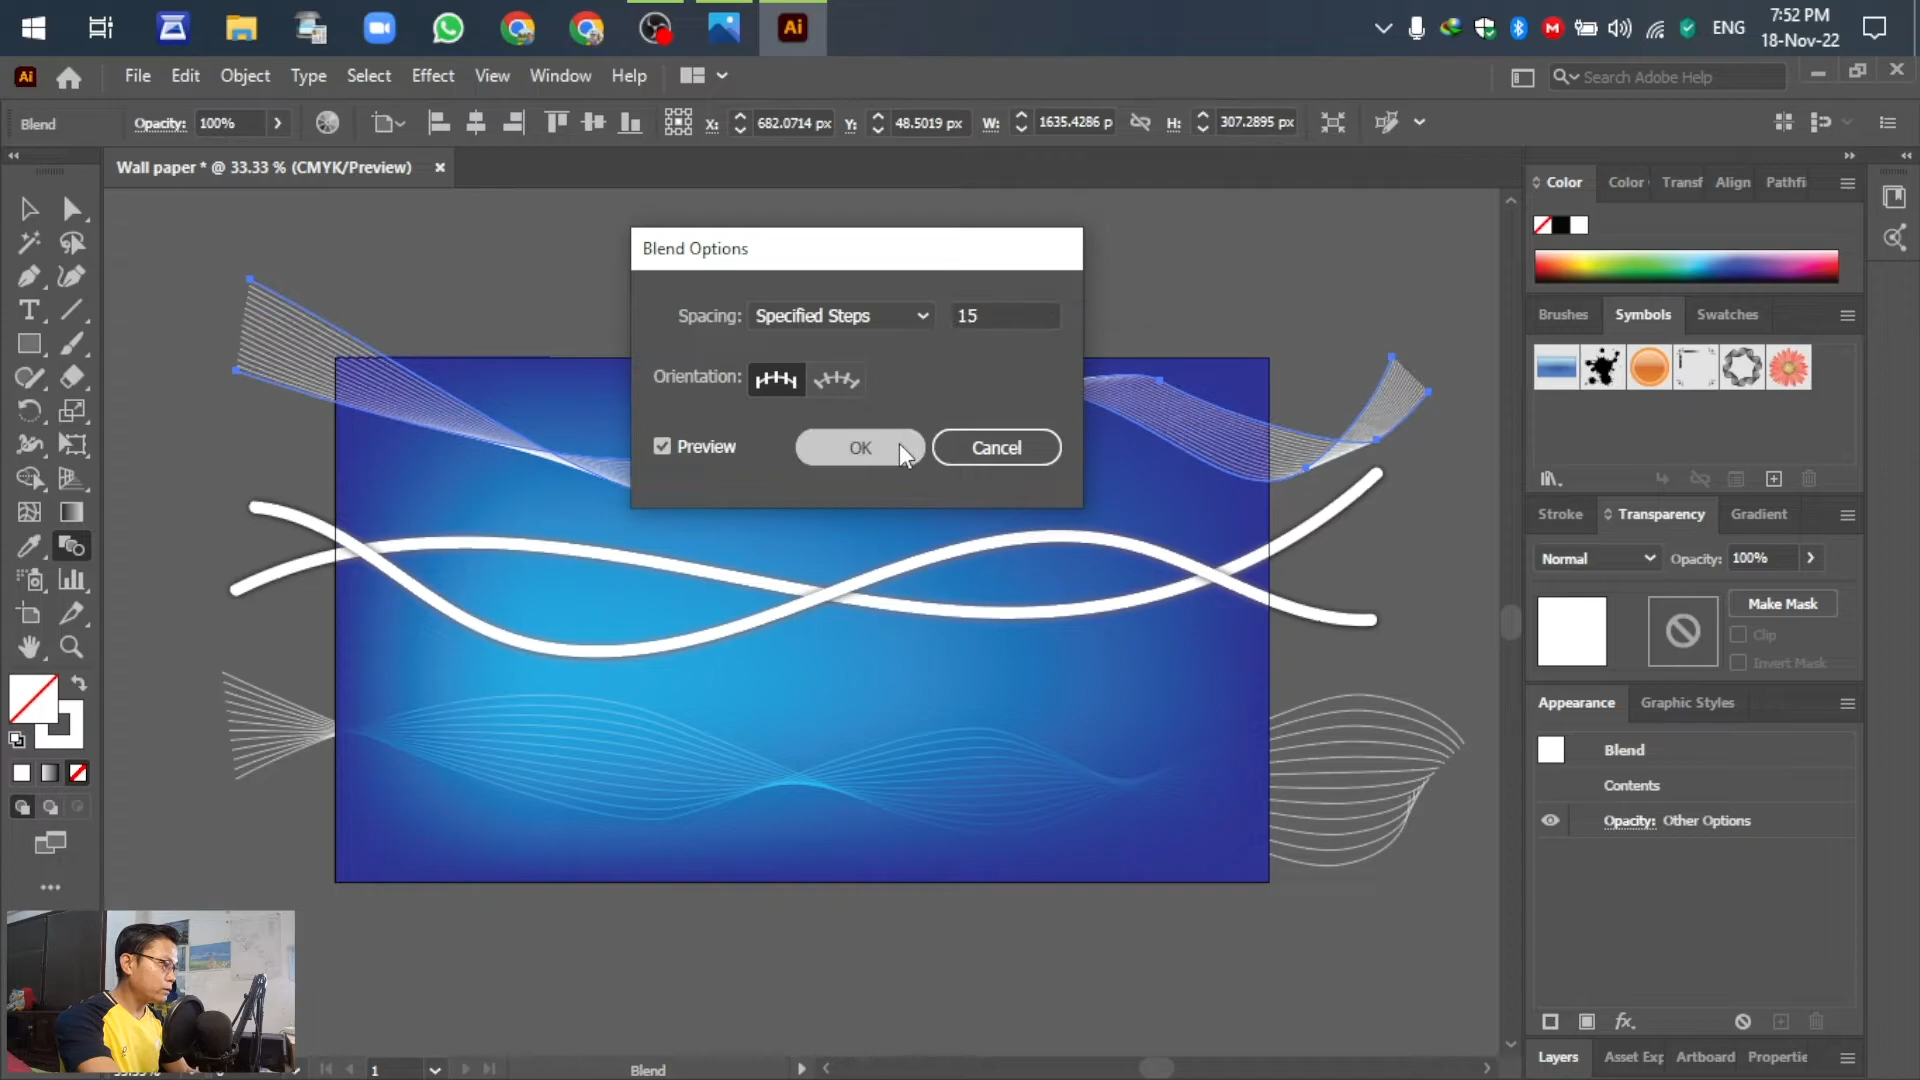 Ai
ENG
7:52 PM
18-Nov-22
Ai File Edit Object Type Select Effect View Window Help
Search Adobe Help
Blend Opacity: 100% X: 682.0714 px Y: 48.5019 px W: 1635.4286 p H: 307.2895 px
Wall paper * @ 33.33 % (CMYK/Preview)
Blend Options
Spacing: Specified Steps 15
Orientation:
Preview OK Cancel
Color Color Transf Align Pathfi
Brushes Symbols Swatches
Stroke Transparency Gradient
Normal Opacity: 100%
Make Mask
Clip
Invert Mask
Appearance Graphic Styles
Blend
Contents
Opacity: Other Options
fx.
Layers Asset Exp Artboard Propertie
1 Blend